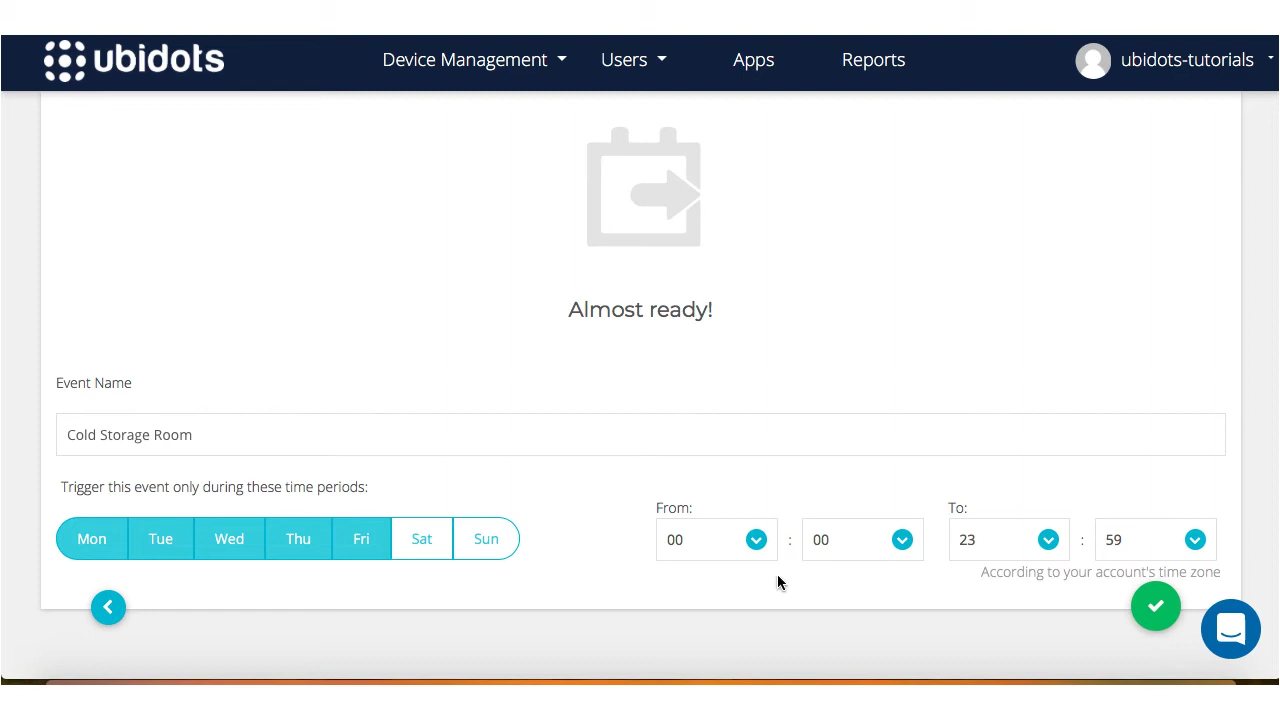 ubidots
Device Management
Users
Apps
Reports
ubidots-tutorials
Almost ready!
Event Name
Cold Storage Room
Trigger this event only during these time periods:
Mon Tue Wed Thu Fri Sat Sun
From:
00 : 00
To:
23 : 59
According to your account's time zone